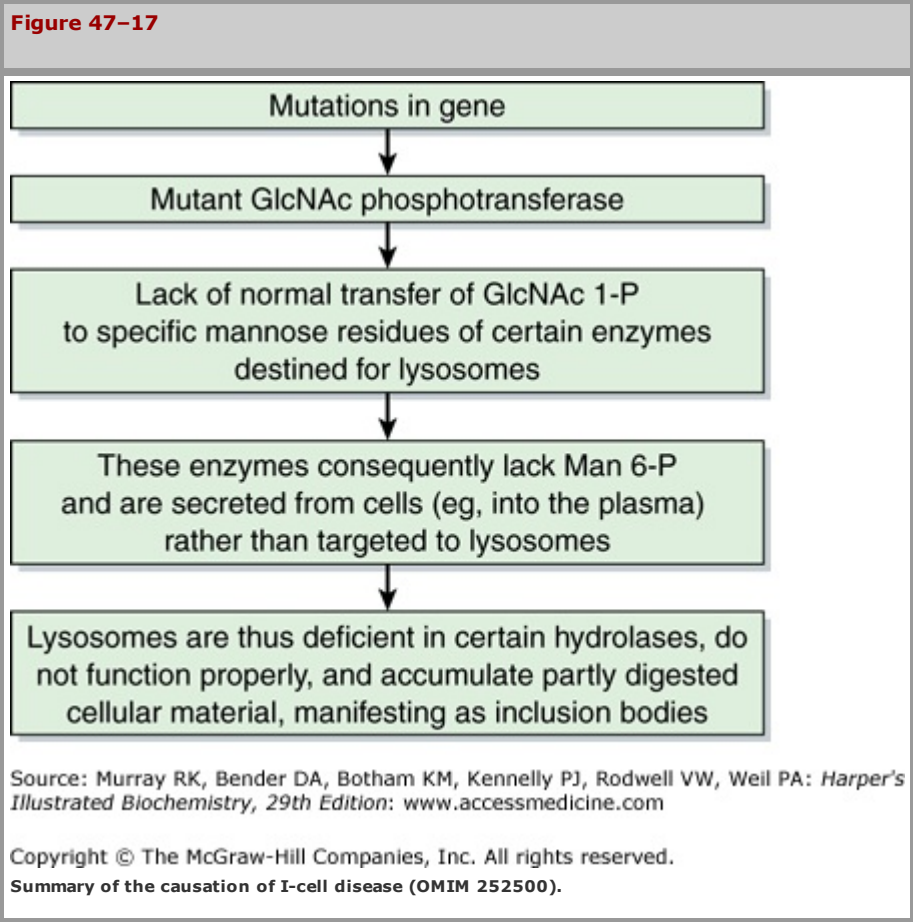 Figure 47–17
Mutations in gene
Mutant GlcNAc phosphotransferase
Lack of normal transfer of GlcNAc 1-P
to specific mannose residues of certain enzymes
destined for lysosomes
These enzymes consequently lack Man 6-P
and are secreted from cells (eg, into the plasma)
rather than targeted to lysosomes
Lysosomes are thus deficient in certain hydrolases, do
not function properly, and accumulate partly digested
cellular material, manifesting as inclusion bodies
Source: Murray RK, Bender DA, Botham KM, Kennelly PJ, Rodwell VW, Weil PA: Harper's
Illustrated Biochemistry, 29th Edition: www.accessmedicine.com
Copyright © The McGraw-Hill Companies, Inc. All rights reserved.
Summary of the causation of I-cell disease (OMIM 252500).